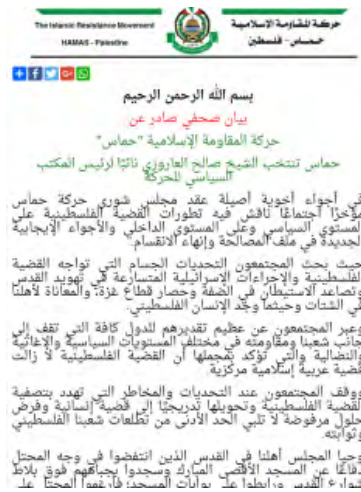 The Islamic Resistance Movement
HAMAS - Palestine
حركة المقاومة الإسلامية
حماس - فلسطين
بسم الله الرحمن الرحيم
بيان صحفي صادر عن
حركة المقاومة الإسلامية "حماس"
حماس تنتخب الشيخ صالح العاروري نائبًا لرئيس المكتب
السياسي للحركة
في أجواء أخوية أصيلة عقد مجلس شورى حركة حماس
مؤخرًا اجتماعًا ناقش فيه تطورات القضية الفلسطينية على
المستوى السياسي وعلى المستوى الداخلي والأجواء الإيجابية
الجديدة في ملف المصالحة وإنهاء الانقسام.
حيث بحث المجتمعون التحديات الجسام التي تواجه القضية
الفلسطينية والإجراءات الإسرائيلية المتسارعة في تهويد القدس
وتصاعد الاستيطان في الضفة وحصار قطاع غزة، والمعاناة لأهلنا
في الشتات وحيثما وجد الإنسان الفلسطيني.
وعبر المجتمعون عن عظيم تقديرهم للدول كافة التي تقف إلى
جانب شعبنا ومقاومته في مختلف المستويات السياسية والإغاثية
والنضالية والتي تؤكد بمجملها أن القضية الفلسطينية لا زالت
قضية عربية إسلامية مركزية.
ووقف المجتمعون عند التحديات والمخاطر التي تهدد بتصفية
القضية الفلسطينية وتحويلها تدريجيًا إلى قضية إنسانية وفرض
حلول مرفوضة لا تلبي الحد الأدنى من تطلعات شعبنا الفلسطيني
وثوابته.
وحيا المجلس أهلنا في القدس الذين انتفضوا في وجه المحتل
دفاعًا عن المسجد الأقصى المبارك وسجدوا بجباههم فوق بلاط
شوارع القدس ورابطوا على بوابات المسجد؛ فأرغموا المحتل على